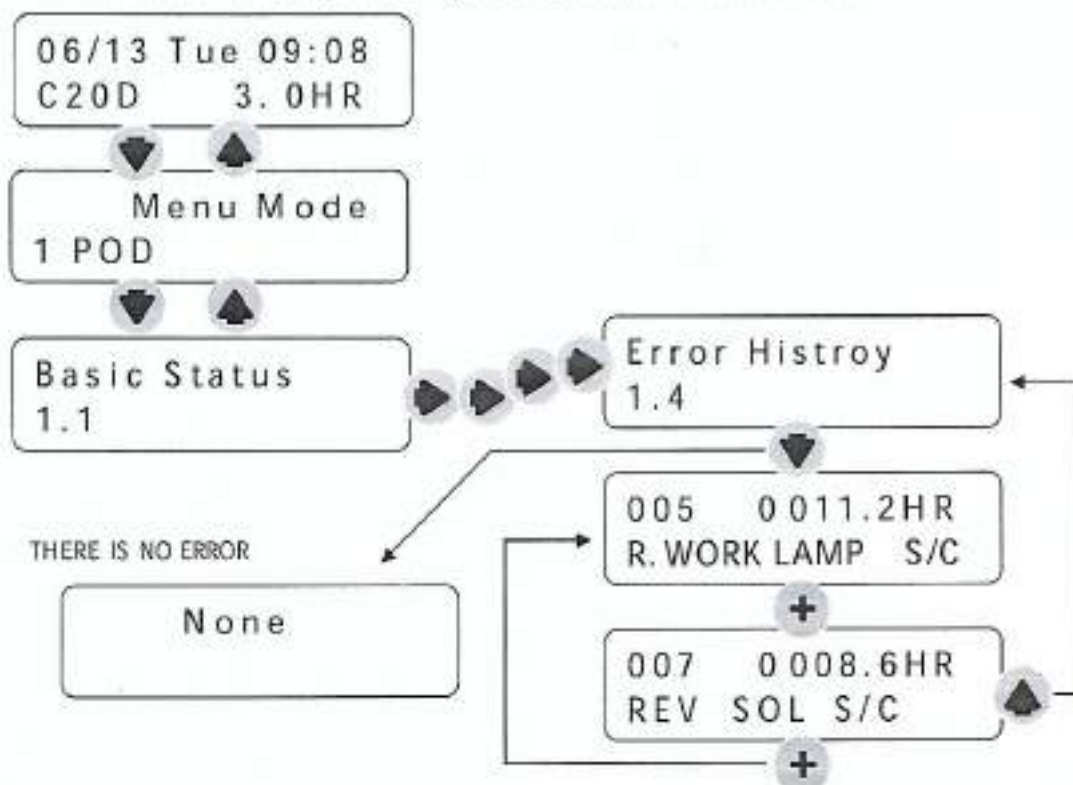 06/13 Tue 09:08
C20D 3.0HR
Menu Mode
1 POD
Basic Status
1.1
Error Histroy
1.4
005 0011.2HR
R.WORK LAMP S/C
THERE IS NO ERROR
None
007 0008.6HR
REV SOL S/C